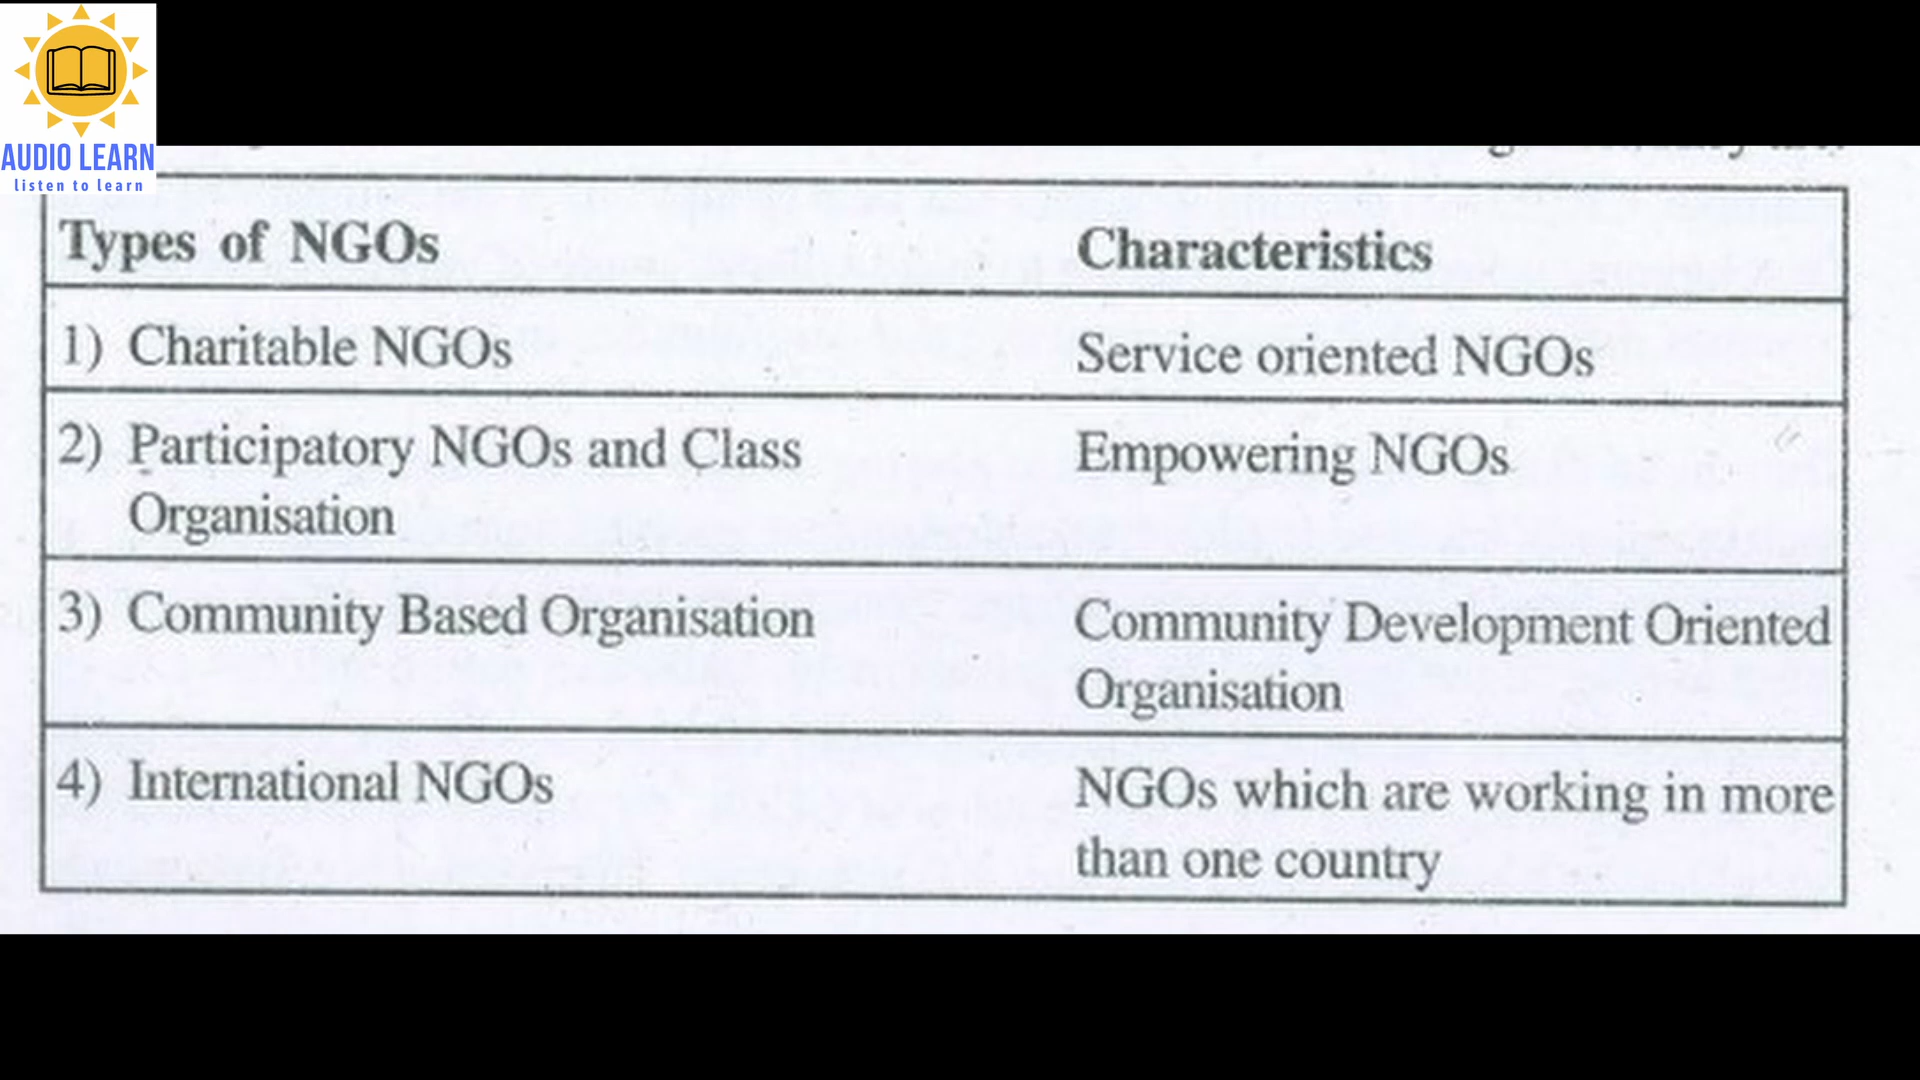 AUDIO LEARN
listen to learn
Types of NGOs
Characteristics
1) Charitable NGOs
Service oriented NGOs
2) Participatory NGOs and Class
Organisation
Empowering NGOs
3) Community Based Organisation
Community Development Oriented
Organisation
4) International NGOs
NGOs which are working in more
than one country